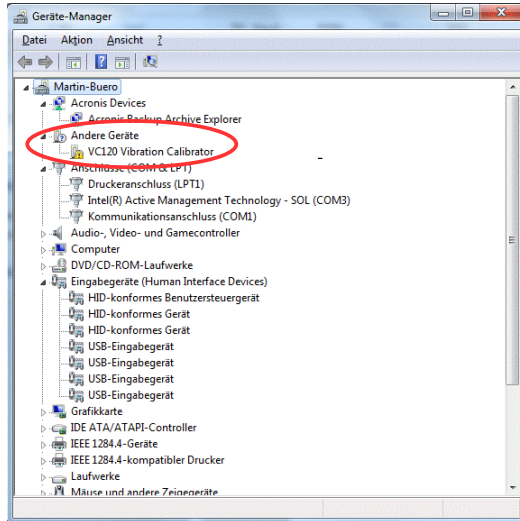 Geräte-Manager
Datei Aktion Ansicht ?
Martin-Buero
Acronis Devices
Acronis Backup Archive Explorer
Andere Geräte
VC120 Vibration Calibrator
Anschlüsse (COM & LPT)
Druckeranschluss (LPT1)
Intel(R) Active Management Technology - SOL (COM3)
Kommunikationsanschluss (COM1)
Audio-, Video- und Gamecontroller
Computer
DVD/CD-ROM-Laufwerke
Eingabegeräte (Human Interface Devices)
HID-konformes Benutzersteuergerät
HID-konformes Gerät
HID-konformes Gerät
USB-Eingabegerät
USB-Eingabegerät
USB-Eingabegerät
USB-Eingabegerät
Grafikkarte
IDE ATA/ATAPI-Controller
IEEE 1284.4-Geräte
IEEE 1284.4-kompatibler Drucker
Laufwerke
Mäuse und andere Zeigegeräte